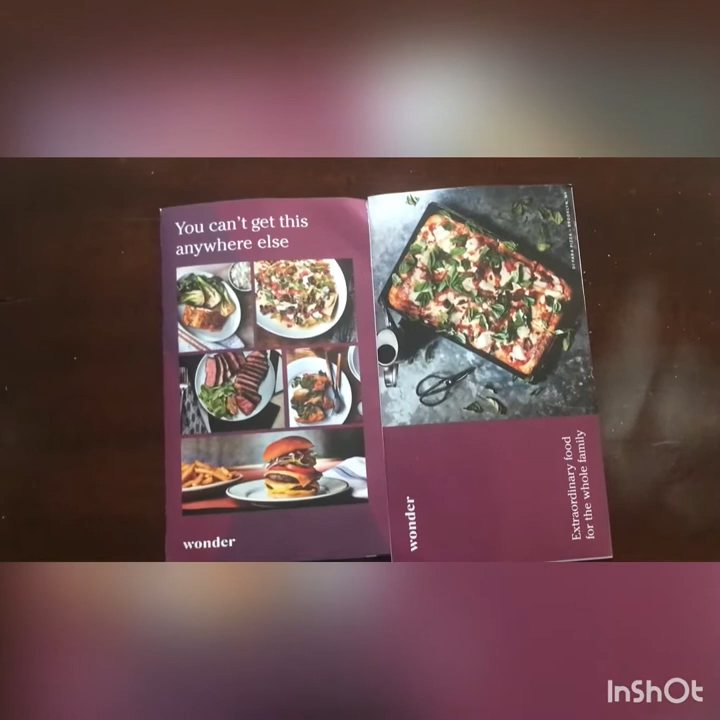 You can't get this
anywhere else
wonder
wonder
Extraordinary food
for the whole family
InShOt